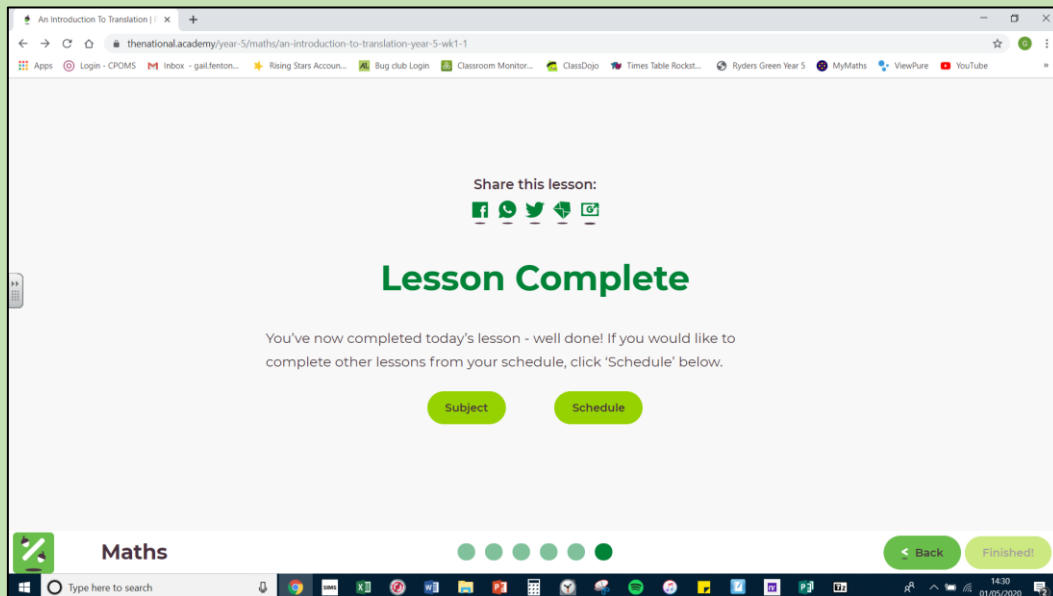 An Introduction To Translation |
thenational.academy/year-5/maths/an-introduction-to-translation-year-5-wk1-1
G
Apps Login - CPOMS Inbox - gail.fenton... Rising Stars Accoun... Bug club Login Classroom Monitor... ClassDojo Times Table Rockst... Ryders Green Year 5 MyMaths ViewPure YouTube »
Share this lesson:
Lesson Complete
You've now completed today's lesson - well done! If you would like to
complete other lessons from your schedule, click 'Schedule' below.
Subject Schedule
Maths Back Finished!
Type here to search 14:30
01/05/2020